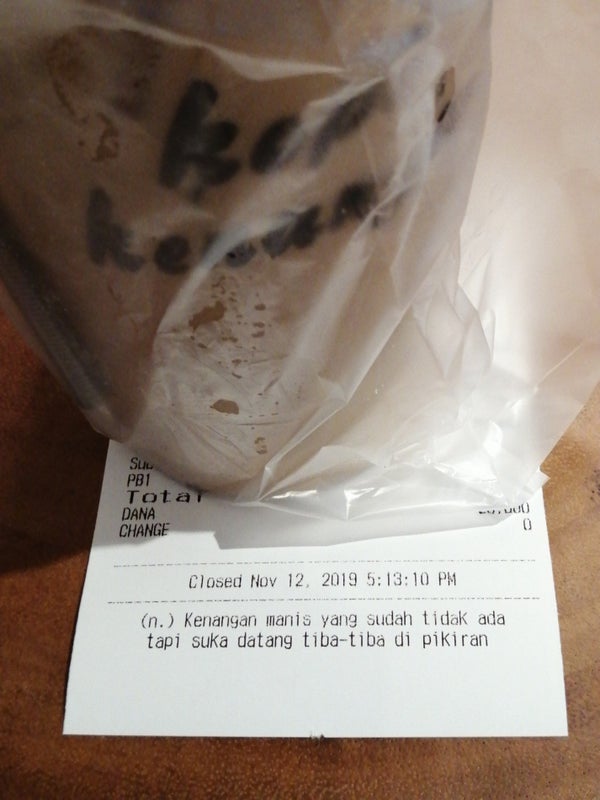 PB1
Total
DANA
CHANGE 0
Closed Nov 12, 2019 5:13:10 PM
(n.) Kenangan manis yang sudah tidak ada
tapi suka datang tiba-tiba di pikiran